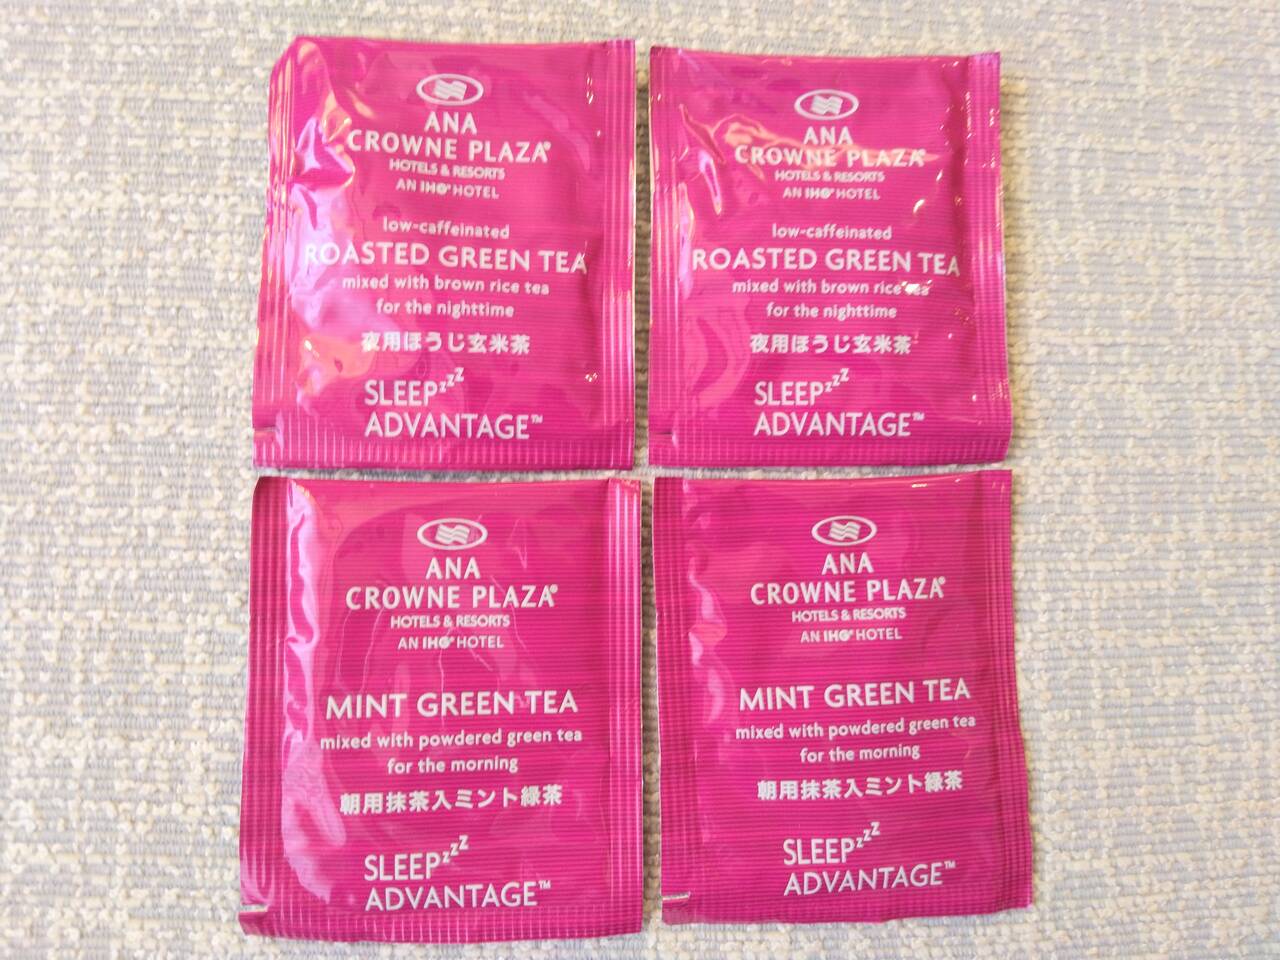 ANA
CROWNE PLAZA®
HOTELS & RESORTS
AN IHG® HOTEL
low-caffeinated
ROASTED GREEN TEA
mixed with brown rice tea
for the nighttime
夜用ほうじ玄米茶
SLEEPzzZ
ADVANTAGE™
ANA
CROWNE PLAZA®
HOTELS & RESORTS
AN IHG® HOTEL
low-caffeinated
ROASTED GREEN TEA
mixed with brown rice tea
for the nighttime
夜用ほうじ玄米茶
SLEEPzzZ
ADVANTAGE™
ANA
CROWNE PLAZA®
HOTELS & RESORTS
AN IHG® HOTEL
MINT GREEN TEA
mixed with powdered green tea
for the morning
朝用抹茶入ミント緑茶
SLEEPzzZ
ADVANTAGE™
ANA
CROWNE PLAZA®
HOTELS & RESORTS
AN IHG® HOTEL
MINT GREEN TEA
mixed with powdered green tea
for the morning
朝用抹茶入ミント緑茶
SLEEPzzZ
ADVANTAGE™